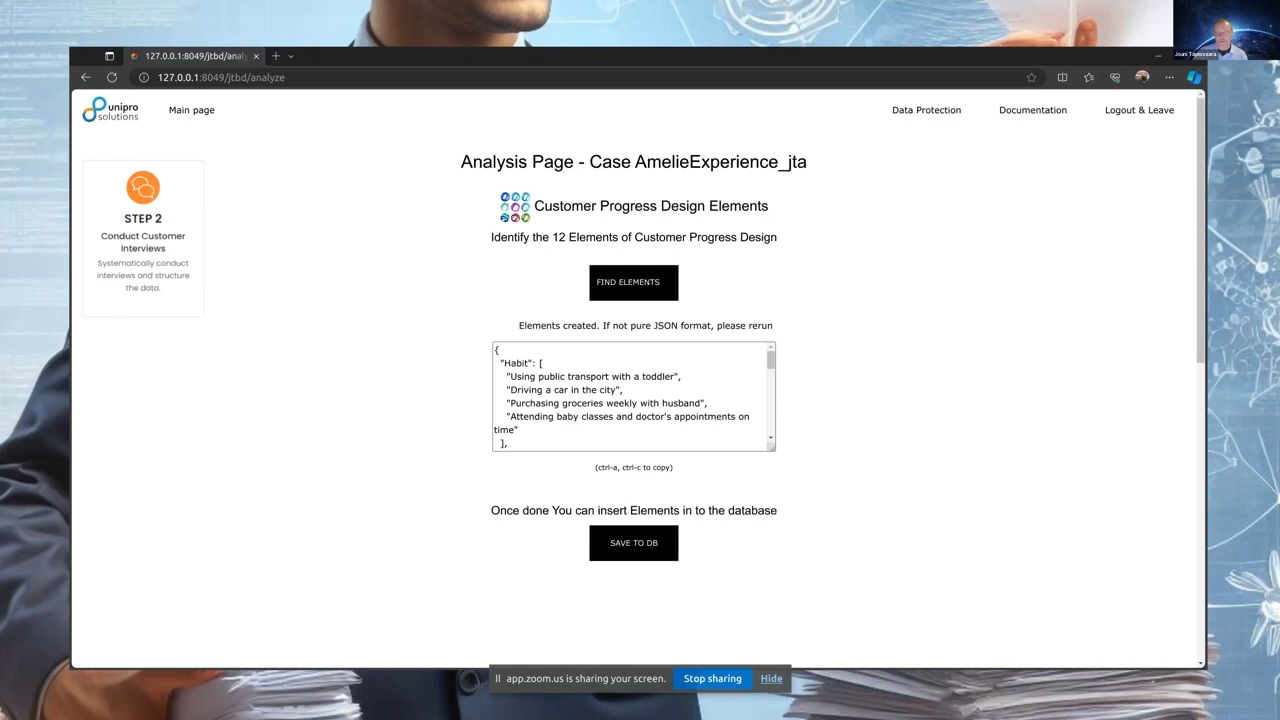 127.0.0.1:8049/jtbd/analy
127.0.0.1:8049/jtbd/analyze
Jouni Tiipiovaara
unipro
solutions
Main page
Data Protection
Documentation
Logout & Leave
Analysis Page - Case AmelieExperience_jta
STEP 2
Conduct Customer
Interviews
Systematically conduct
interviews and structure
the data.
Customer Progress Design Elements
Identify the 12 Elements of Customer Progress Design
FIND ELEMENTS
Elements created. If not pure JSON format, please rerun
{
"Habit": [
"Using public transport with a toddler",
"Driving a car in the city",
"Purchasing groceries weekly with husband",
"Attending baby classes and doctor's appointments on
time"
],
(ctrl-a, ctrl-c to copy)
Once done You can insert Elements in to the database
SAVE TO DB
app.zoom.us is sharing your screen.
Stop sharing
Hide